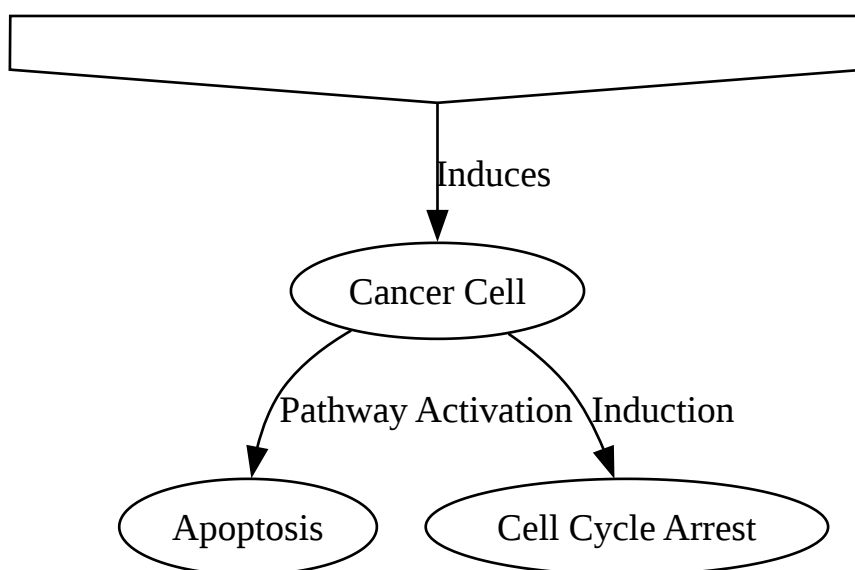 Induces
Cancer Cell
Pathway Activation
Induction
Apoptosis
Cell Cycle Arrest